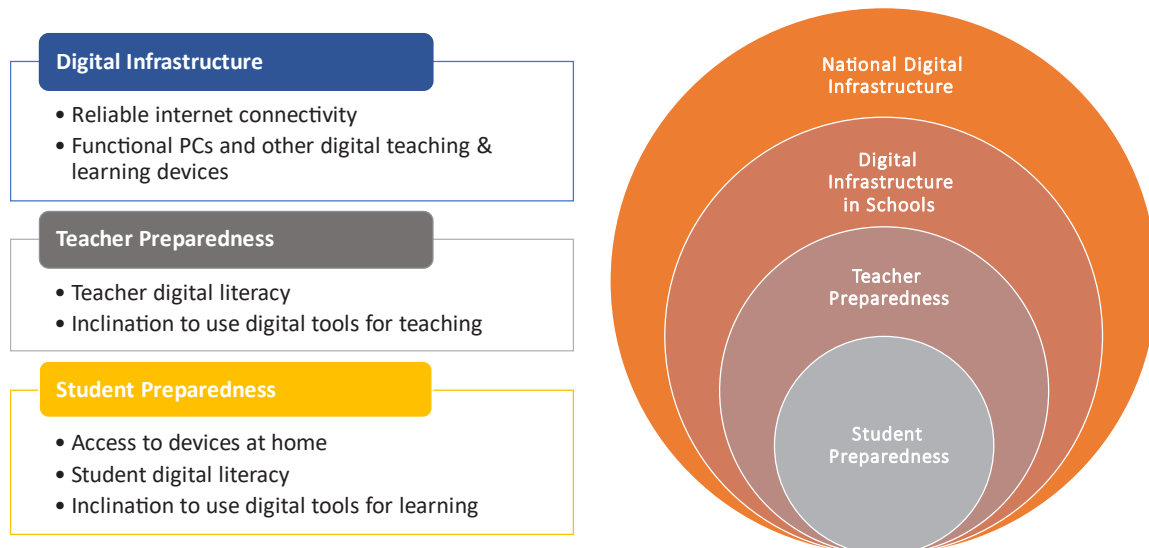 Digital Infrastructure
• Reliable internet connectivity
• Functional PCs and other digital teaching &
learning devices
Teacher Preparedness
• Teacher digital literacy
• Inclination to use digital tools for teaching
Student Preparedness
• Access to devices at home
• Student digital literacy
• Inclination to use digital tools for learning
National Digital
Infrastructure
Digital
Infrastructure
in Schools
Teacher
Preparedness
Student
Preparedness